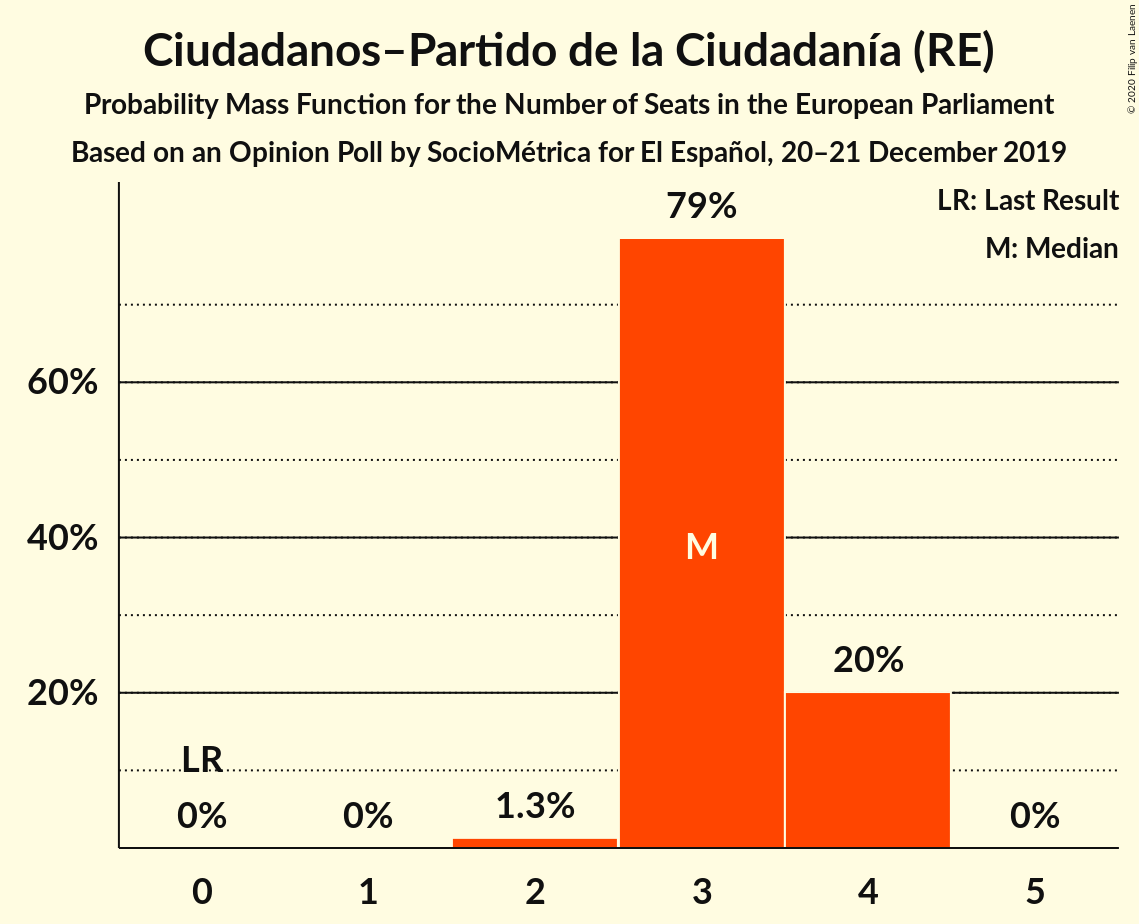 Ciudadanos–Partido de la Ciudadanía (RE)
Probability Mass Function for the Number of Seats in the European Parliament
Based on an Opinion Poll by SocioMétrica for El Español, 20–21 December 2019
© 2020 Filip van Laenen
LR: Last Result
M: Median
79%
60%
40%
M
20%
20%
LR
0%
0%
1.3%
0%
0
1
2
3
4
5